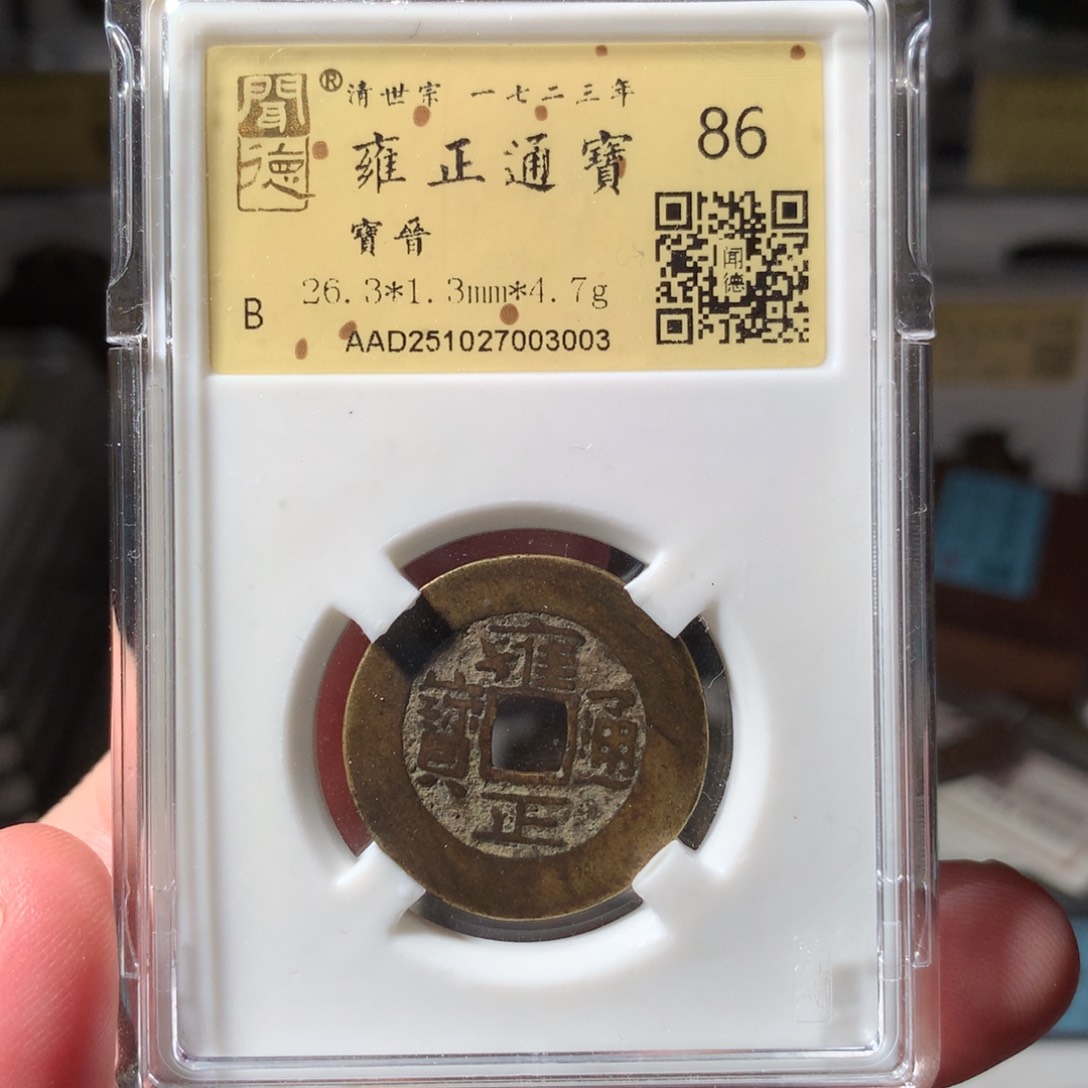 聞德®
清世宗 一七二三年
雍正通寶
86
寶晉
闻德
26.3*1.3mm*4.7g
B
AAD251027003003
雍正通寳